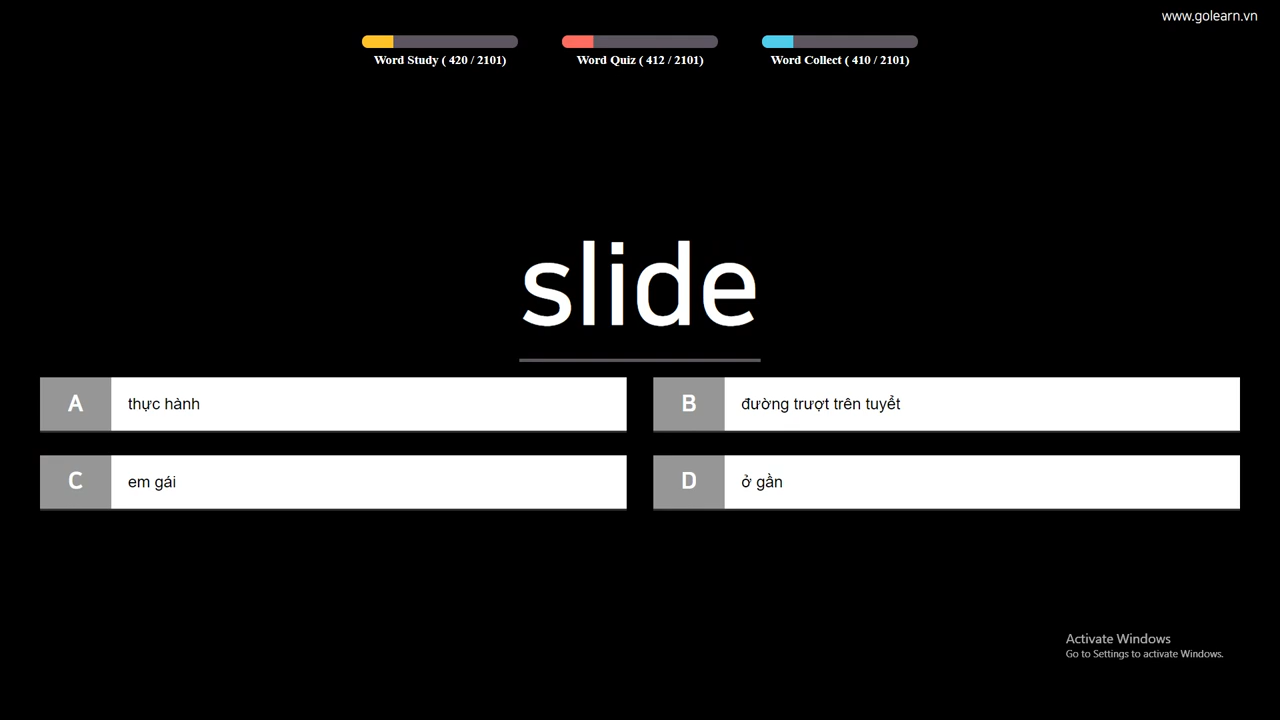 www.golearn.vn
Word Study ( 420 / 2101)
Word Quiz ( 412 / 2101)
Word Collect ( 410 / 2101)
slide
A thực hành
B đường trượt trên tuyết
C em gái
D ở gần
Activate Windows
Go to Settings to activate Windows.